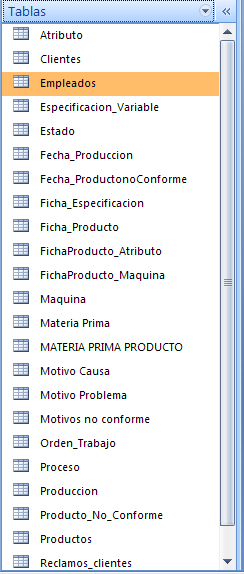 Tablas
Atributo
Clientes
Empleados
Especificacion_Variable
Estado
Fecha_Produccion
Fecha_ProductonoConforme
Ficha_Especificacion
Ficha_Producto
FichaProducto_Atributo
FichaProducto_Maquina
Maquina
Materia Prima
MATERIA PRIMA PRODUCTO
Motivo Causa
Motivo Problema
Motivos no conforme
Orden_Trabajo
Proceso
Produccion
Producto_No_Conforme
Productos
Reclamos_clientes